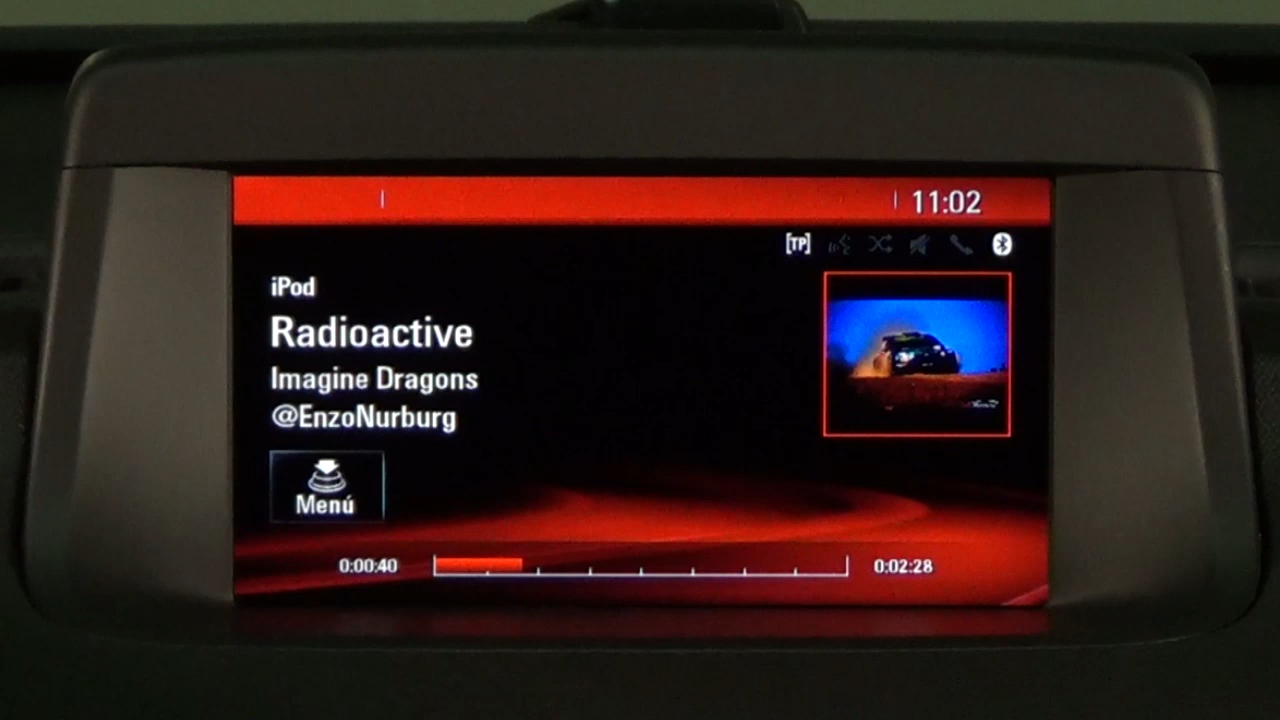 11:02
[TP]
iPod
Radioactive
Imagine Dragons
@EnzoNurburg
Menú
0:00:40
0:02:28